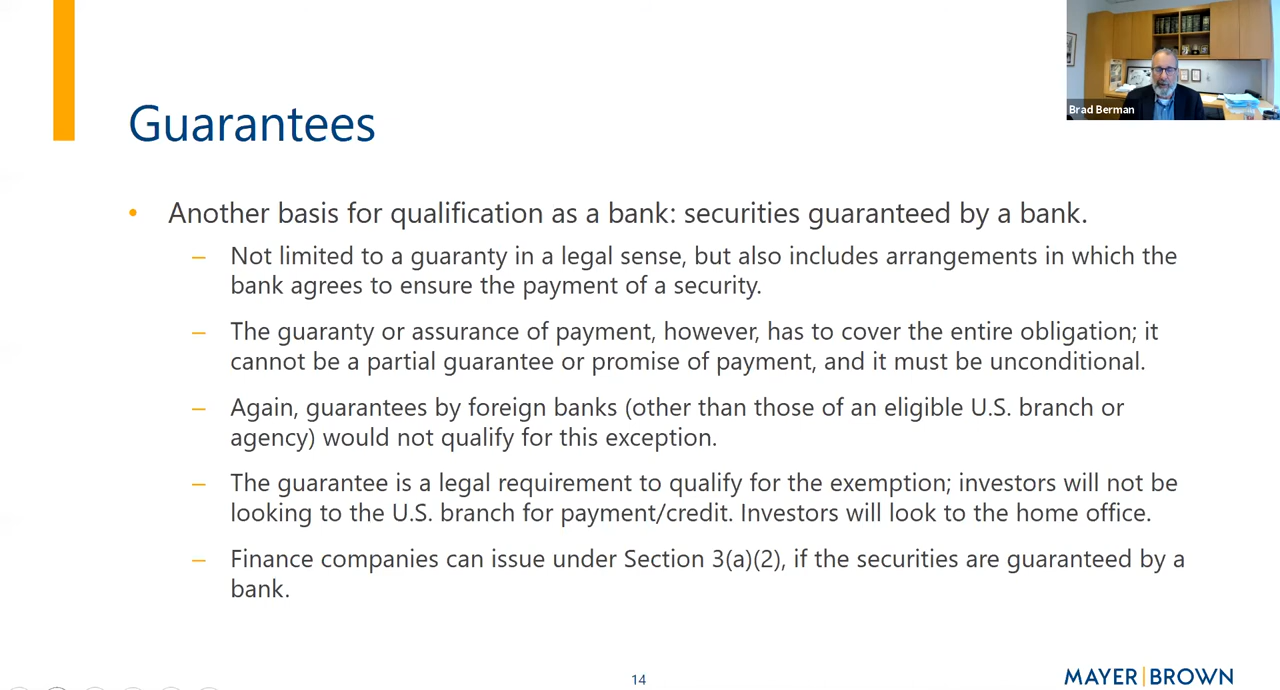 Brad Berman
Guarantees
• Another basis for qualification as a bank: securities guaranteed by a bank.
– Not limited to a guaranty in a legal sense, but also includes arrangements in which the
bank agrees to ensure the payment of a security.
– The guaranty or assurance of payment, however, has to cover the entire obligation; it
cannot be a partial guarantee or promise of payment, and it must be unconditional.
– Again, guarantees by foreign banks (other than those of an eligible U.S. branch or
agency) would not qualify for this exception.
– The guarantee is a legal requirement to qualify for the exemption; investors will not be
looking to the U.S. branch for payment/credit. Investors will look to the home office.
– Finance companies can issue under Section 3(a)(2), if the securities are guaranteed by a
bank.
14
MAYER|BROWN